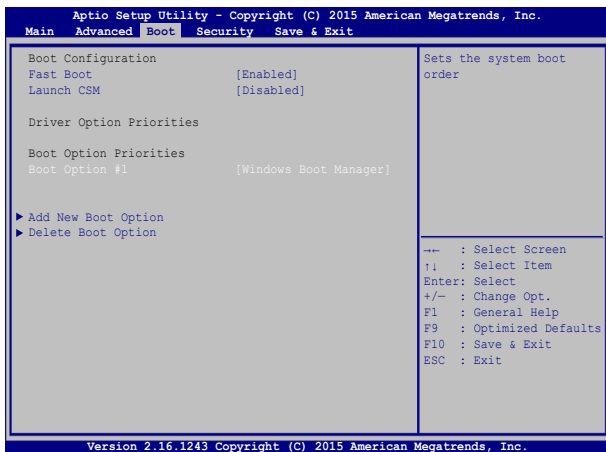 Aptio Setup Utility - Copyright (C) 2015 American Megatrends, Inc.
Main Advanced Boot Security Save & Exit
Boot Configuration
Fast Boot [Enabled]
Launch CSM [Disabled]
Driver Option Priorities
Boot Option Priorities
Boot Option #1 [Windows Boot Manager]
Add New Boot Option
Delete Boot Option
Sets the system boot
order
→← : Select Screen
↑↓ : Select Item
Enter: Select
+/— : Change Opt.
F1 : General Help
F9 : Optimized Defaults
F10 : Save & Exit
ESC : Exit
Version 2.16.1243 Copyright (C) 2015 American Megatrends, Inc.